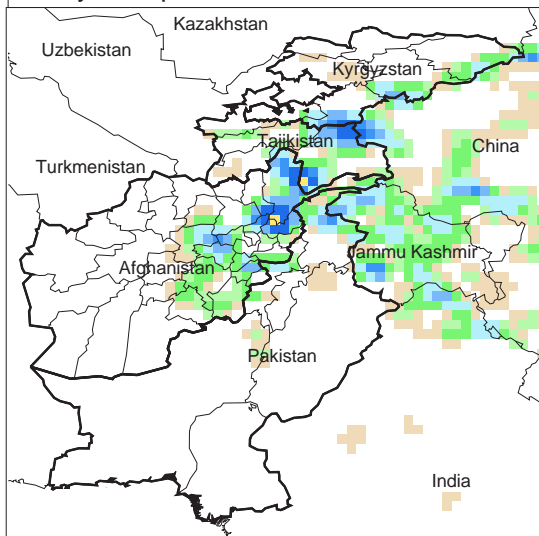 Kazakhstan
Uzbekistan
Kyrgyzstan
Tajikistan
China
Turkmenistan
Jammu Kashmir
Afghanistan
Pakistan
India